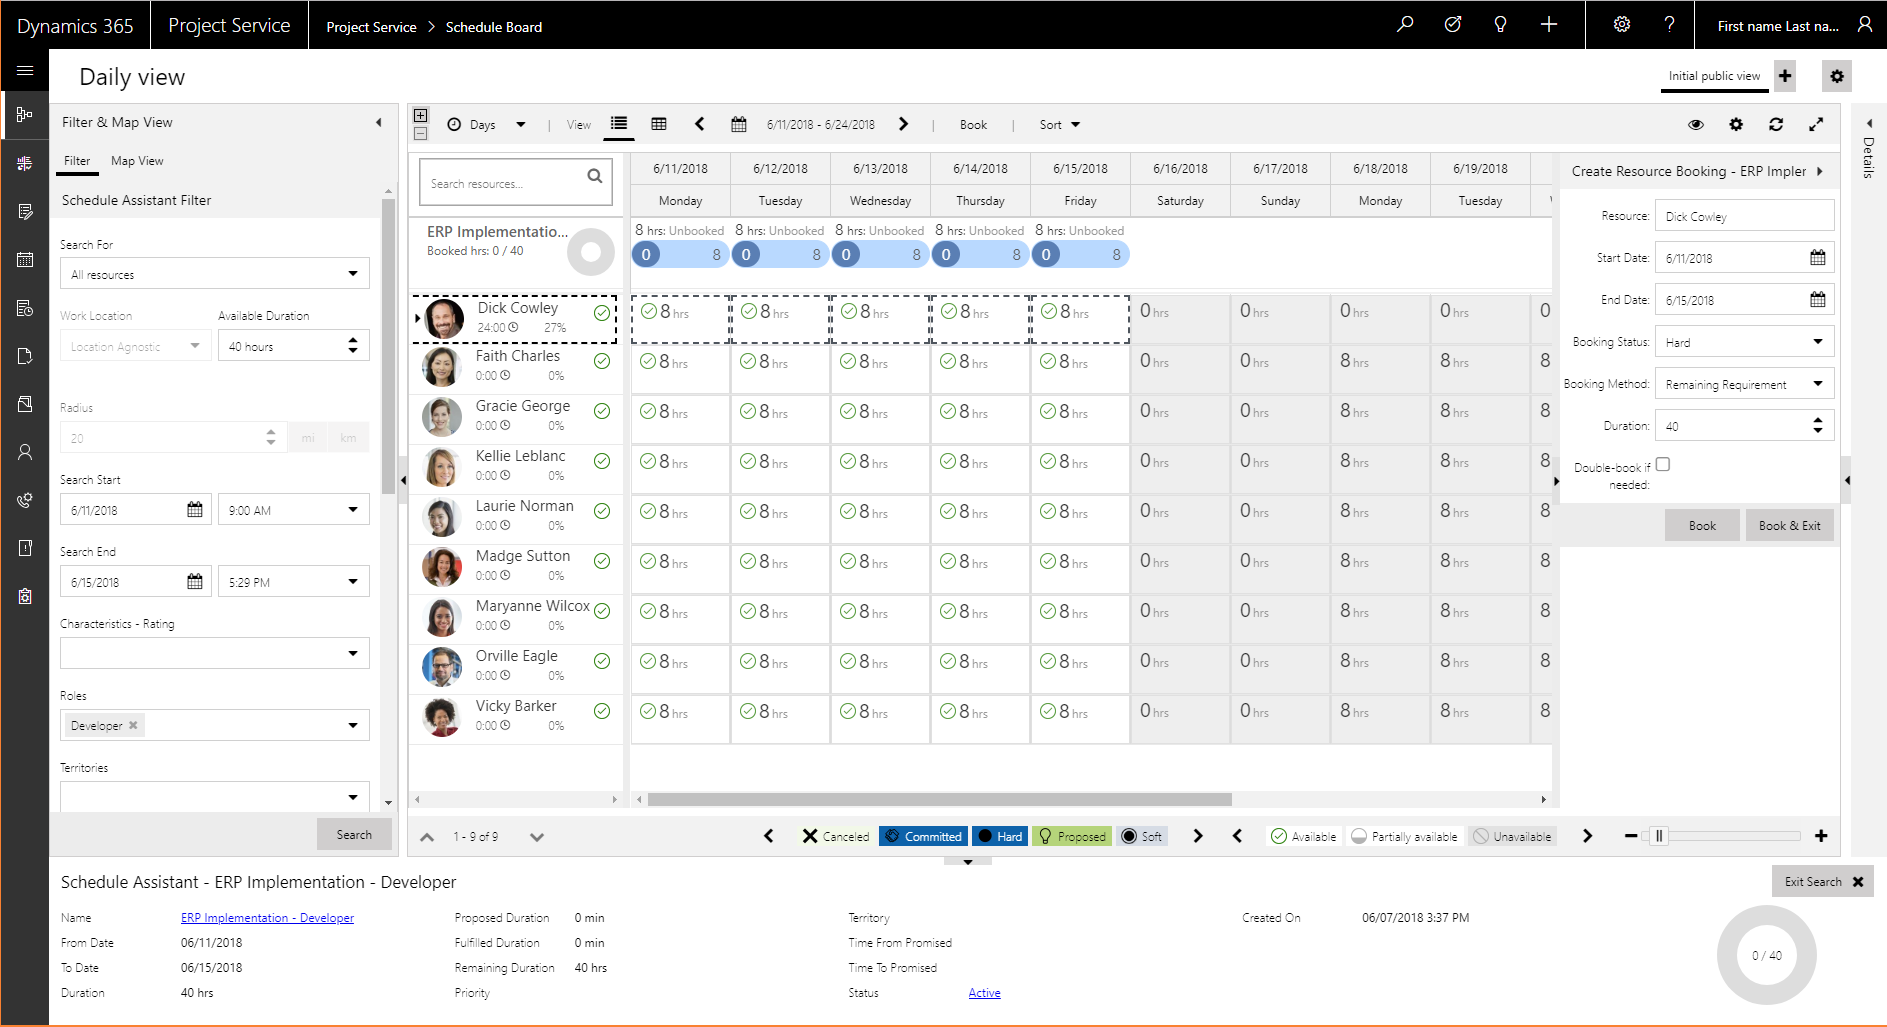 Dynamics 365 Project Service Project Service > Schedule Board First name Last na...
Daily view
Initial public view
Filter & Map View
Filter Map View
Schedule Assistant Filter
Search For
All resources
Work Location Available Duration
Location Agnostic 40 hours
Radius
20 mi km
Search Start
6/11/2018 9:00 AM
Search End
6/15/2018 5:29 PM
Characteristics - Rating
Roles
Developer
Territories
Search
Days View 6/11/2018 - 6/24/2018 Book Sort
Search resources...
6/11/2018 6/12/2018 6/13/2018 6/14/2018 6/15/2018 6/16/2018 6/17/2018 6/18/2018 6/19/2018
Monday Tuesday Wednesday Thursday Friday Saturday Sunday Monday Tuesday
ERP Implementatio...
Booked hrs: 0 / 40
8 hrs: Unbooked 8 hrs: Unbooked 8 hrs: Unbooked 8 hrs: Unbooked 8 hrs: Unbooked
0 8 0 8 0 8 0 8 0 8
Dick Cowley
24:00 27%
8 hrs 8 hrs 8 hrs 8 hrs 8 hrs 0 hrs 0 hrs 0 hrs 0 hrs 0
Faith Charles
0:00 0%
8 hrs 8 hrs 8 hrs 8 hrs 8 hrs 0 hrs 0 hrs 8 hrs 8 hrs 8
Gracie George
0:00 0%
8 hrs 8 hrs 8 hrs 8 hrs 8 hrs 0 hrs 0 hrs 8 hrs 8 hrs 8
Kellie Leblanc
0:00 0%
8 hrs 8 hrs 8 hrs 8 hrs 8 hrs 0 hrs 0 hrs 8 hrs 8 hrs 8
Laurie Norman
0:00 0%
8 hrs 8 hrs 8 hrs 8 hrs 8 hrs 0 hrs 0 hrs 8 hrs 8 hrs 8
Madge Sutton
0:00 0%
8 hrs 8 hrs 8 hrs 8 hrs 8 hrs 0 hrs 0 hrs 8 hrs 8 hrs 8
Maryanne Wilcox
0:00 0%
8 hrs 8 hrs 8 hrs 8 hrs 8 hrs 0 hrs 0 hrs 8 hrs 8 hrs 8
Orville Eagle
0:00 0%
8 hrs 8 hrs 8 hrs 8 hrs 8 hrs 0 hrs 0 hrs 8 hrs 8 hrs 8
Vicky Barker
0:00 0%
8 hrs 8 hrs 8 hrs 8 hrs 8 hrs 0 hrs 0 hrs 8 hrs 8 hrs 8
1 - 9 of 9 Canceled Committed Hard Proposed Soft Available Partially available Unavailable
Create Resource Booking - ERP Impler
Resource: Dick Cowley
Start Date: 6/11/2018
End Date: 6/15/2018
Booking Status: Hard
Booking Method: Remaining Requirement
Duration: 40
Double-book if
needed:
Book Book & Exit
Details
Schedule Assistant - ERP Implementation - Developer Exit Search
Name ERP Implementation - Developer Proposed Duration 0 min Territory Created On 06/07/2018 3:37 PM
From Date 06/11/2018 Fulfilled Duration 0 min Time From Promised
To Date 06/15/2018 Remaining Duration 40 hrs Time To Promised
Duration 40 hrs Priority Status Active
0 / 40